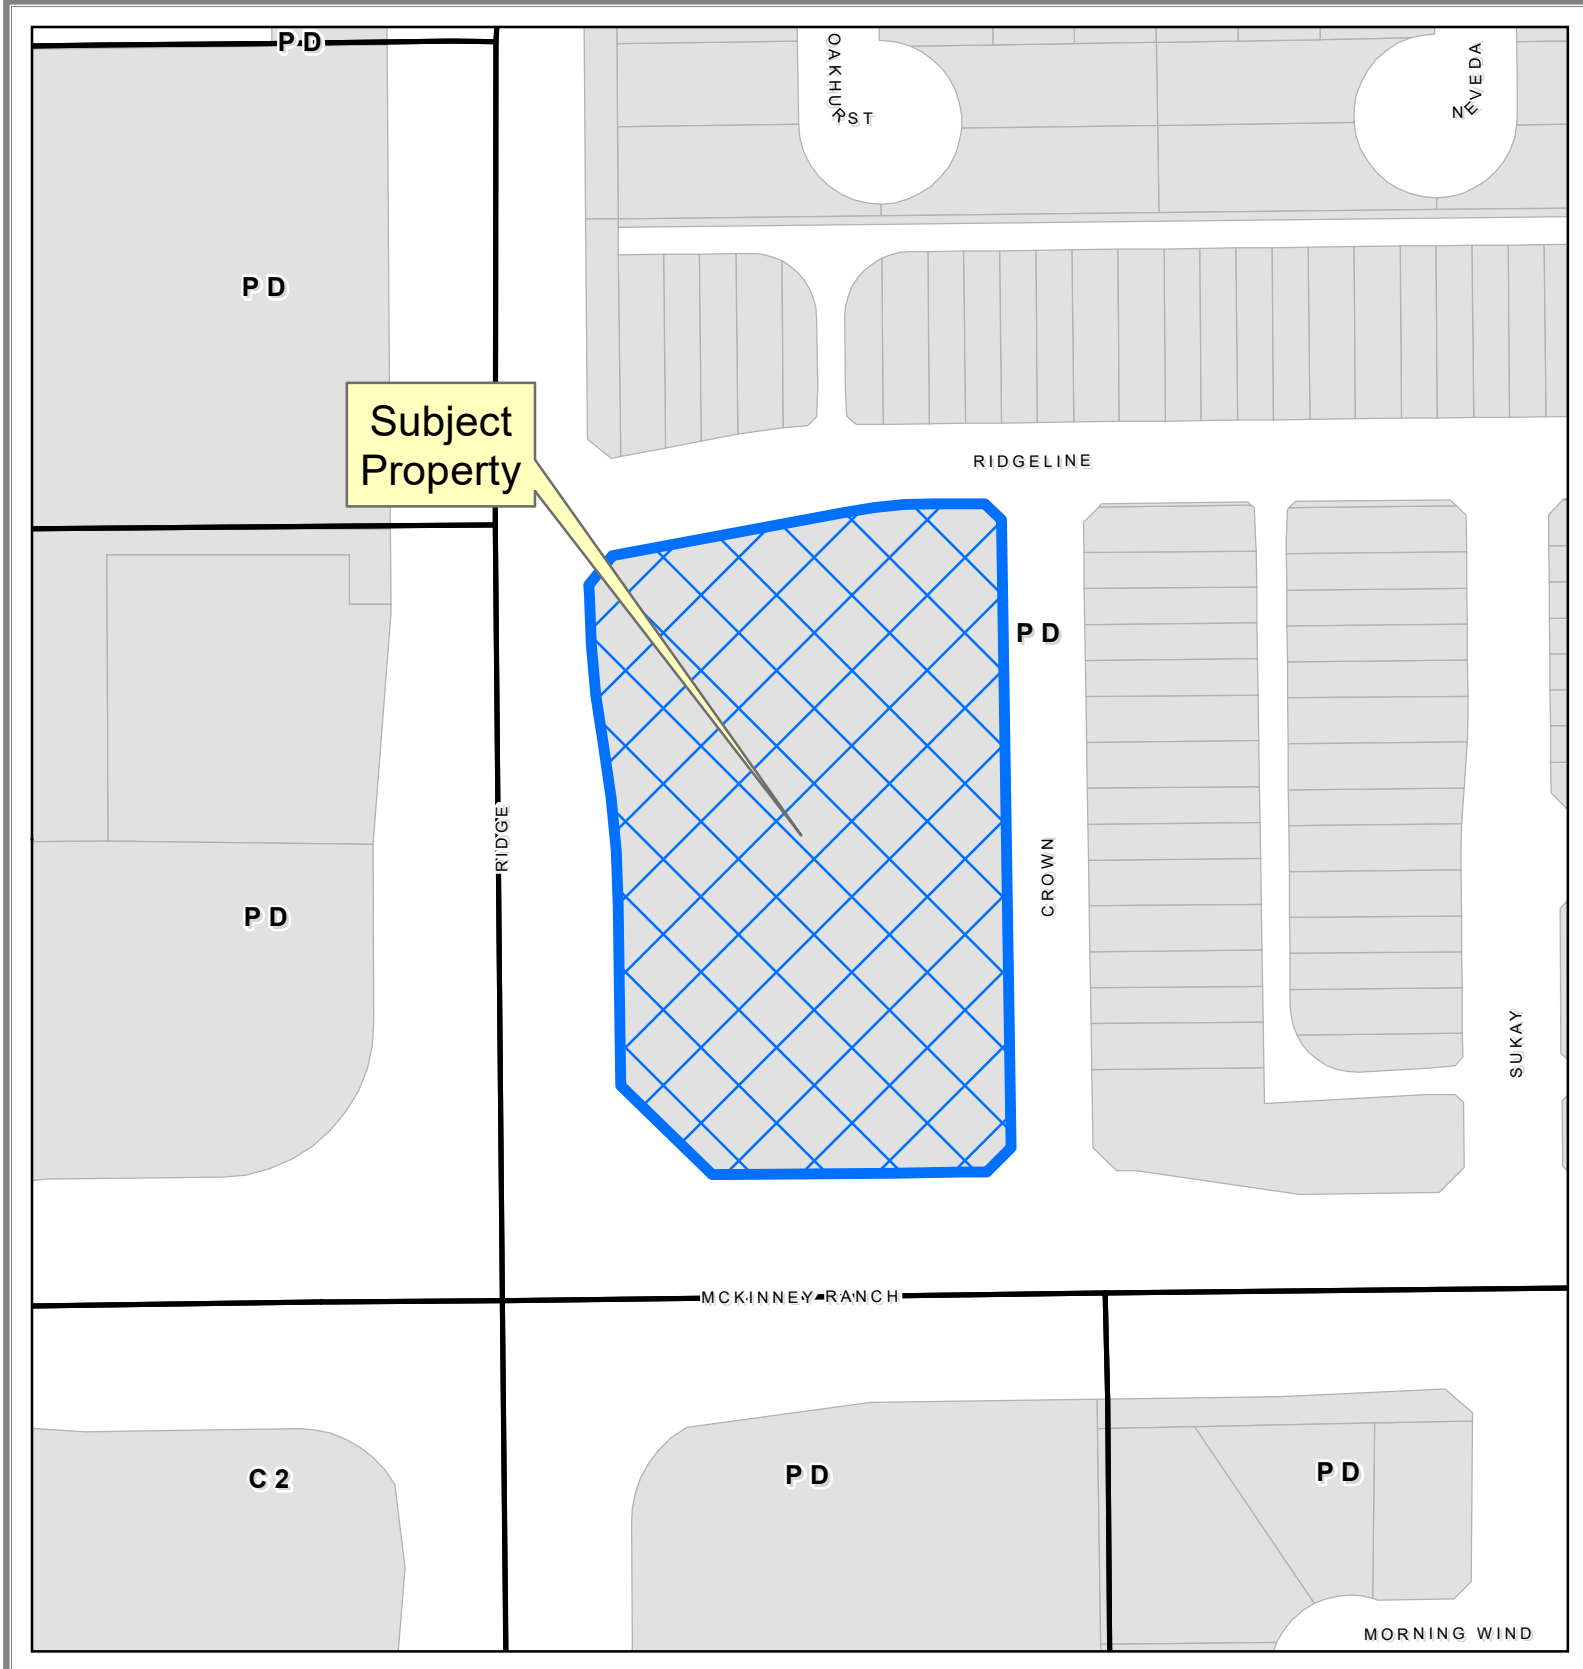 PD
OAKHURST
NEVEDA
PD
Subject
Property
RIDGELINE
PD
RIDGE
CROWN
PD
SUKAY
MCKINNEY RANCH
C2
PD
PD
MORNING WIND